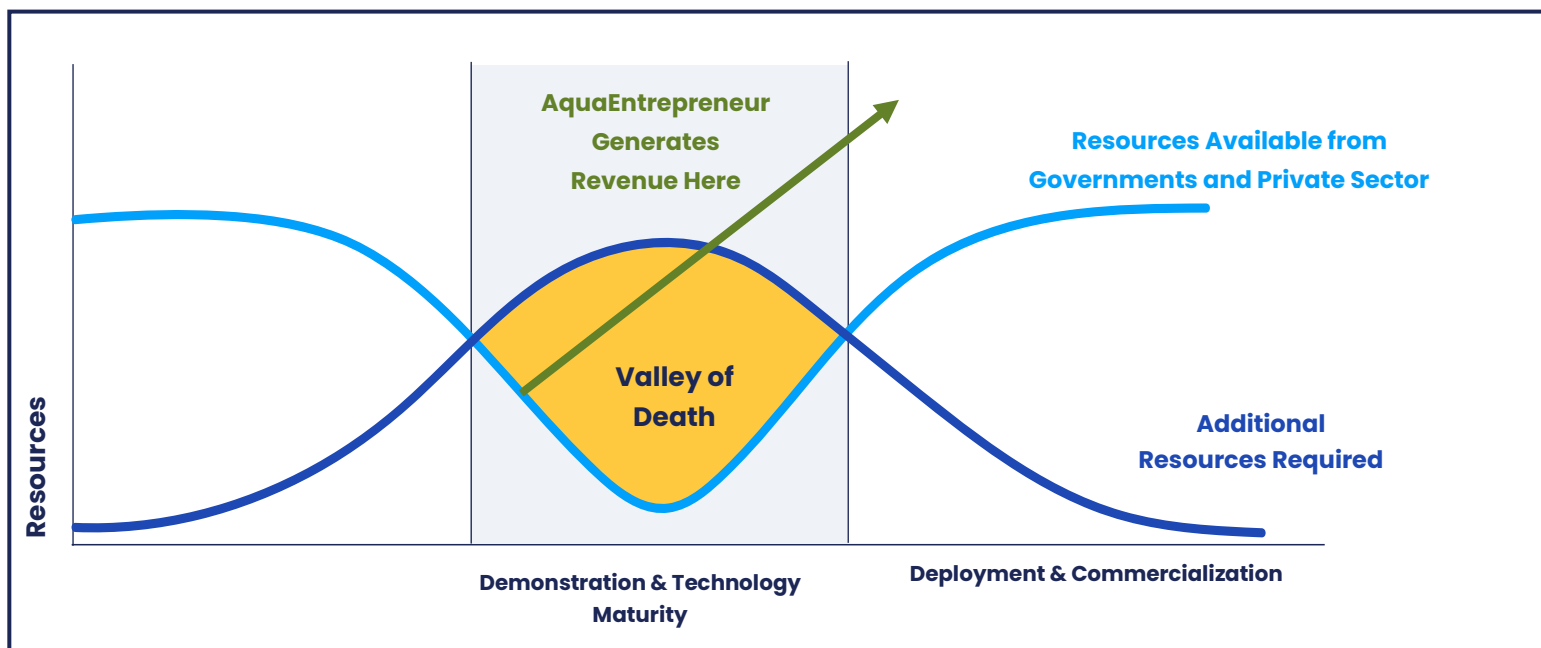 AquaEntrepreneur
Generates
Revenue Here
Resources Available from
Governments and Private Sector
Valley of
Death
Additional
Resources Required
Resources
Demonstration & Technology
Maturity
Deployment & Commercialization